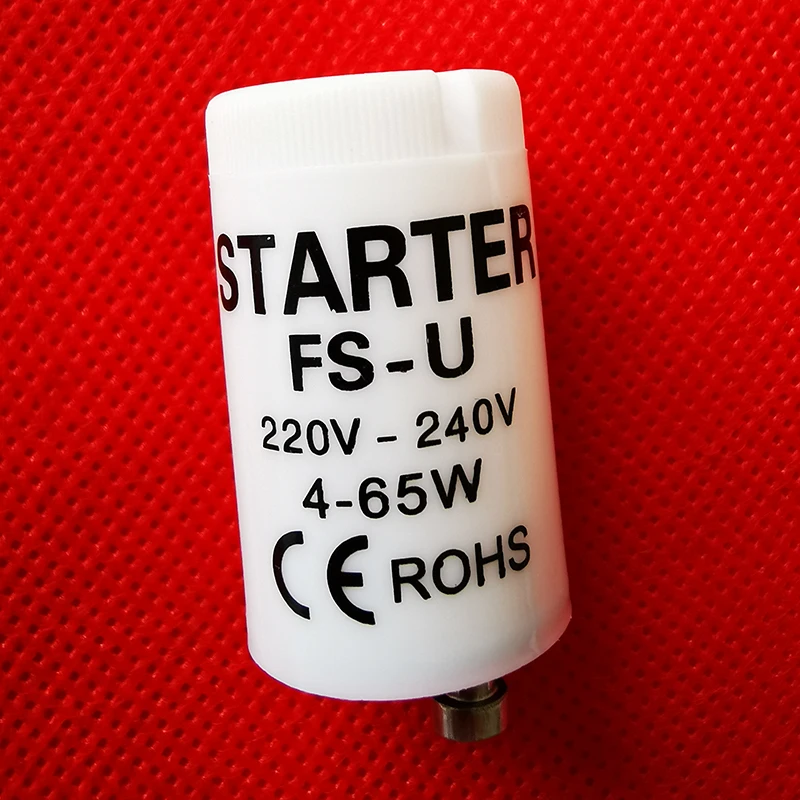 STARTER
FS-U
220V - 240V
4-65W
CE ROHS